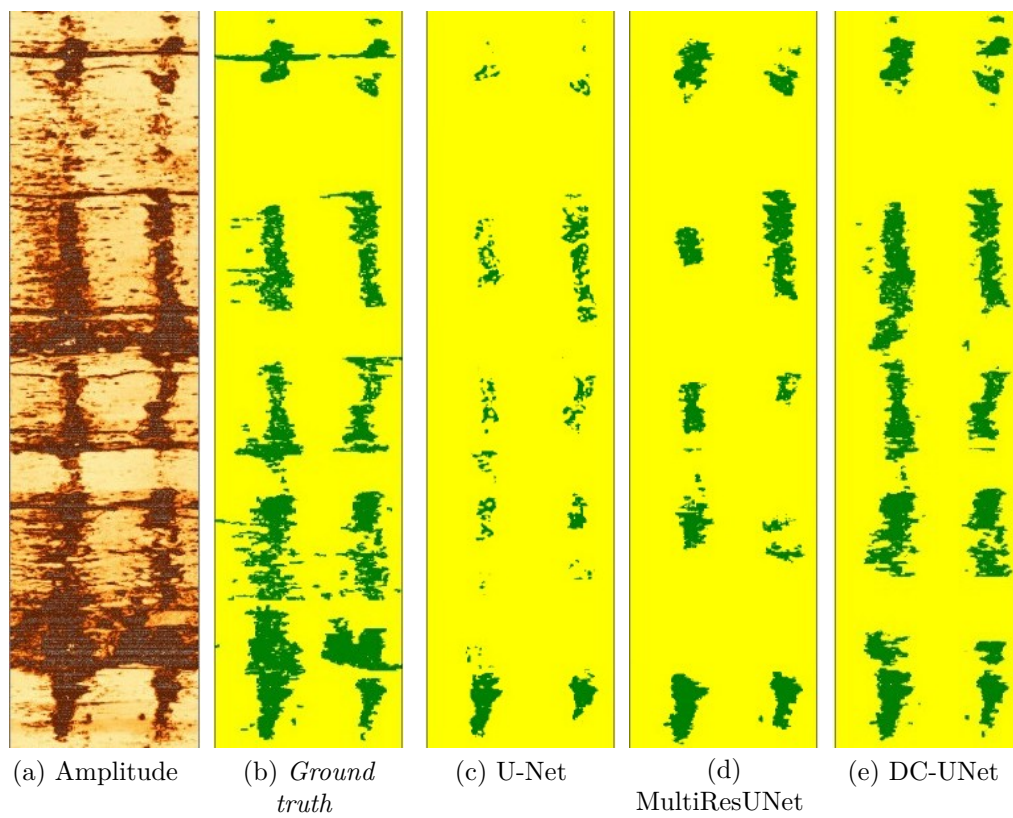 (a) Amplitude
(b) Ground
truth
(c) U-Net
(d)
MultiResUNet
(e) DC-UNet